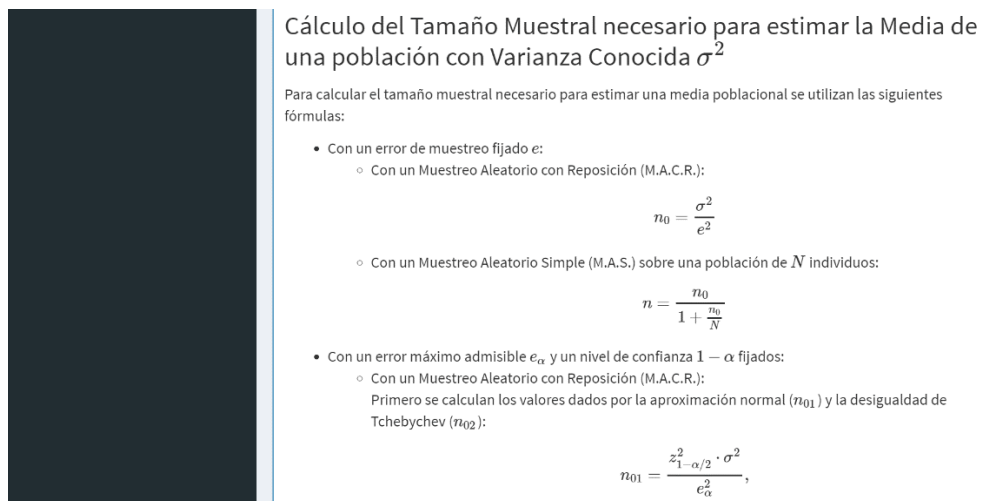 Cálculo del Tamaño Muestral necesario para estimar la Media de
una población con Varianza Conocida σ²
Para calcular el tamaño muestral necesario para estimar una media poblacional se utilizan las siguientes
fórmulas:
• Con un error de muestreo fijado e:
◦ Con un Muestreo Aleatorio con Reposición (M.A.C.R.):
n₀ = σ² / e²
◦ Con un Muestreo Aleatorio Simple (M.A.S.) sobre una población de N individuos:
n = n₀ / (1 + n₀/N)
• Con un error máximo admisible e_α y un nivel de confianza 1 − α fijados:
◦ Con un Muestreo Aleatorio con Reposición (M.A.C.R.):
Primero se calculan los valores dados por la aproximación normal (n₀₁) y la desigualdad de
Tchebychev (n₀₂):
n₀₁ = z²_{1−α/2} · σ² / e²_α,